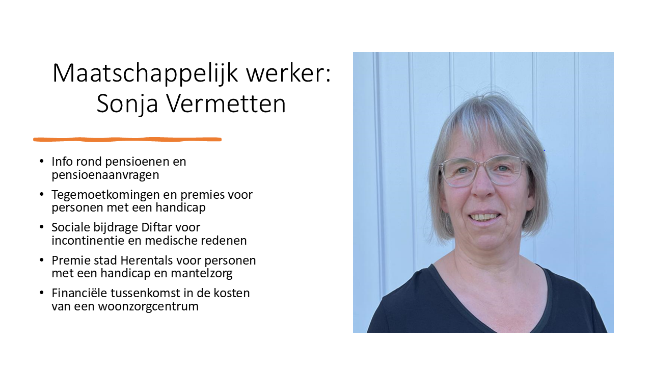 Maatschappelijk werker:
Sonja Vermetten
• Info rond pensioenen en
pensioenaanvragen
• Tegemoetkomingen en premies voor
personen met een handicap
• Sociale bijdrage Diftar voor
incontinentie en medische redenen
• Premie stad Herentals voor personen
met een handicap en mantelzorg
• Financiële tussenkomst in de kosten
van een woonzorgcentrum